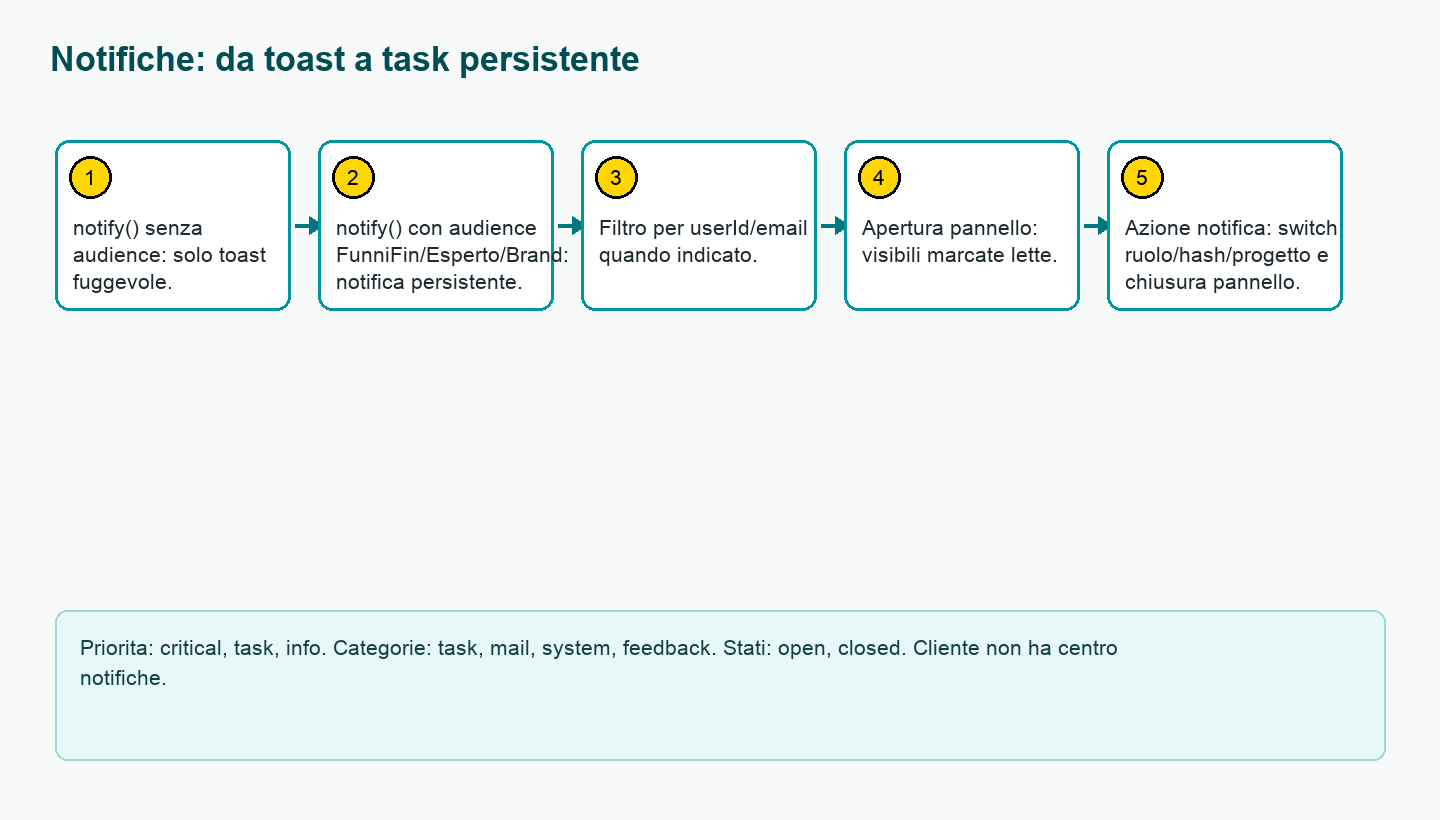 Notifiche: da toast a task persistente
1
notify() senza
audience: solo toast
fuggevole.
2
notify() con audience
FunniFin/Esperto/Brand:
notifica persistente.
3
Filtro per userId/email
quando indicato.
4
Apertura pannello:
visibili marcate lette.
5
Azione notifica: switch
ruolo/hash/progetto e
chiusura pannello.
Priorita: critical, task, info. Categorie: task, mail, system, feedback. Stati: open, closed. Cliente non ha centro
notifiche.